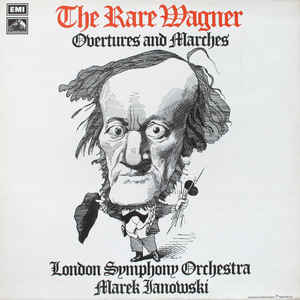 EMI
The Rare Wagner
Overtures and Marches
London Symphony Orchestra
Marek Janowski